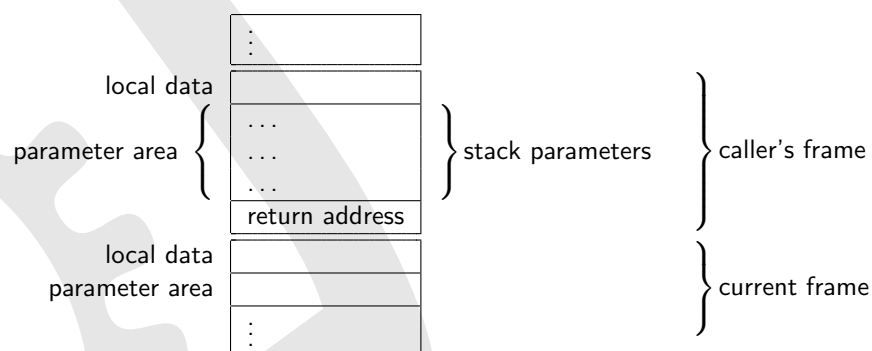 ⋮
local data
...
parameter area ... stack parameters caller's frame
...
return address
local data
parameter area current frame
⋮